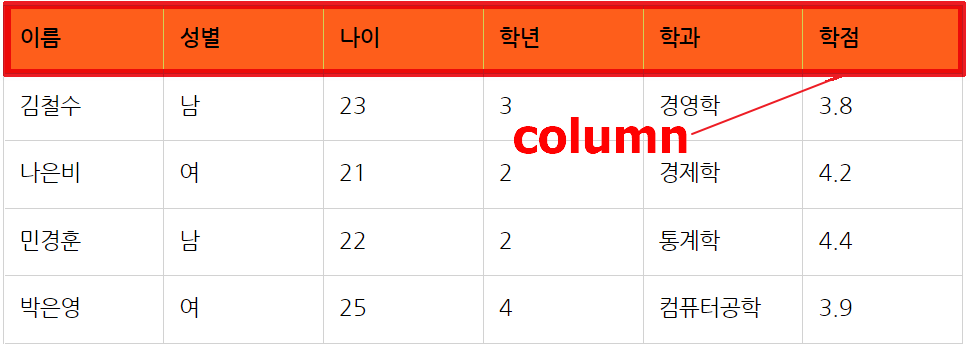 이름 성별 나이 학년 학과 학점
김철수 남 23 3 경영학 3.8
column
나은비 여 21 2 경제학 4.2
민경훈 남 22 2 통계학 4.4
박은영 여 25 4 컴퓨터공학 3.9